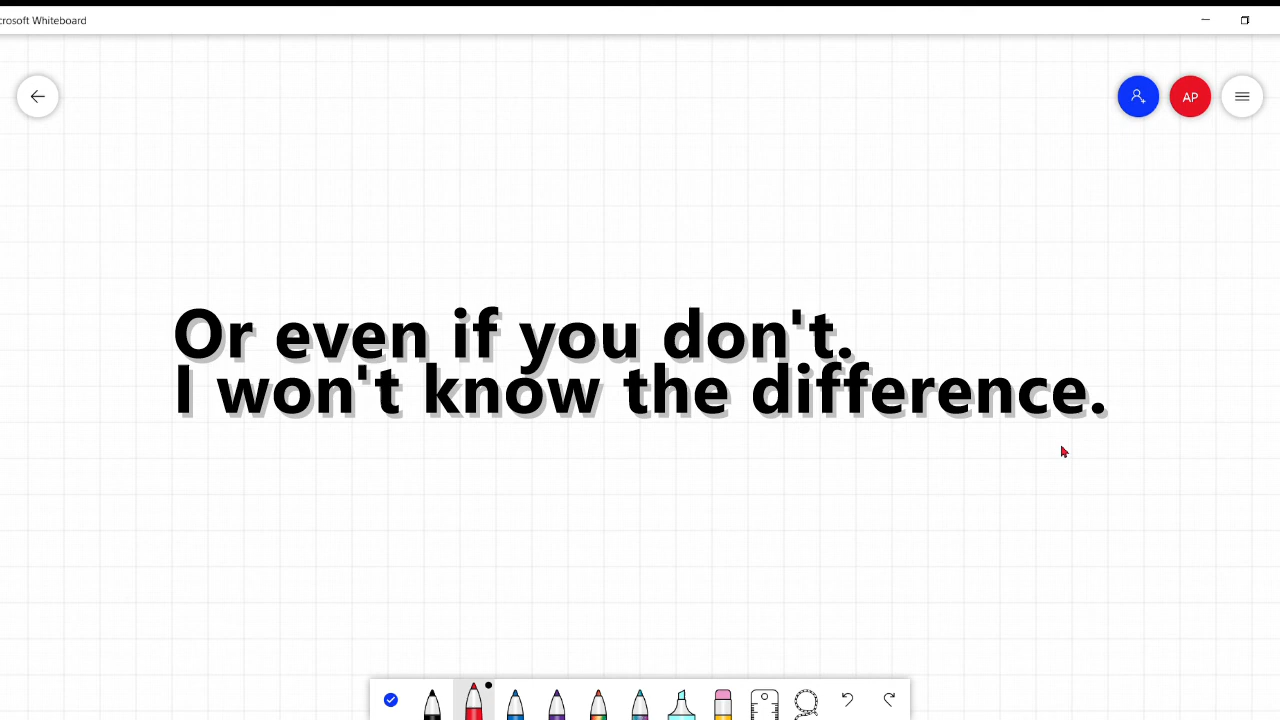 crosoft Whiteboard
AP
Or even if you don't.
I won't know the difference.